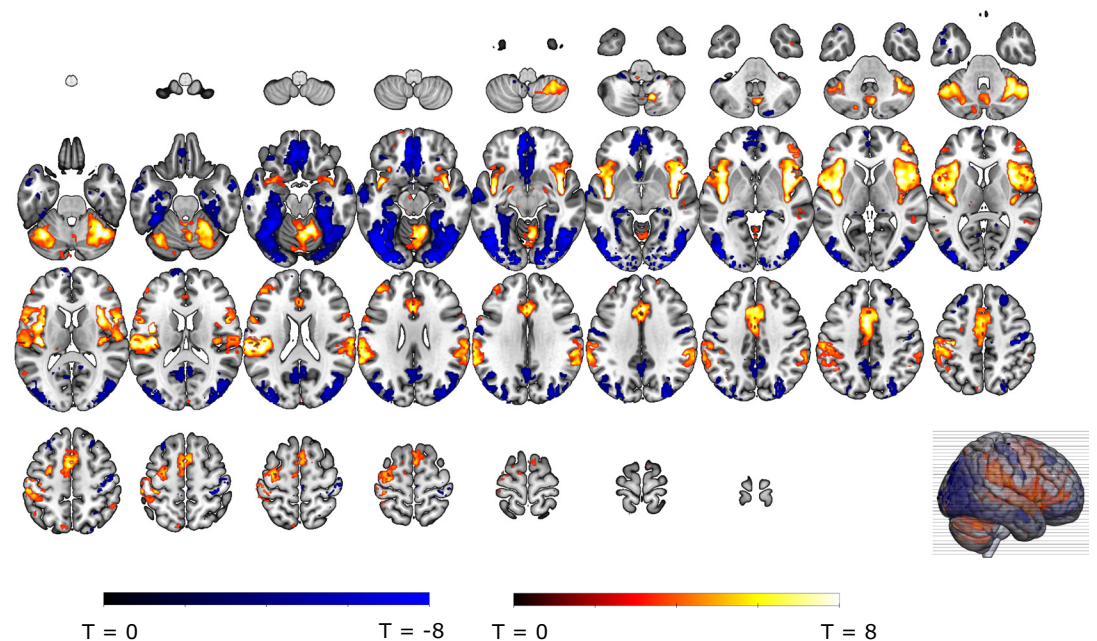 T = 0
T = -8
T = 0
T = 8